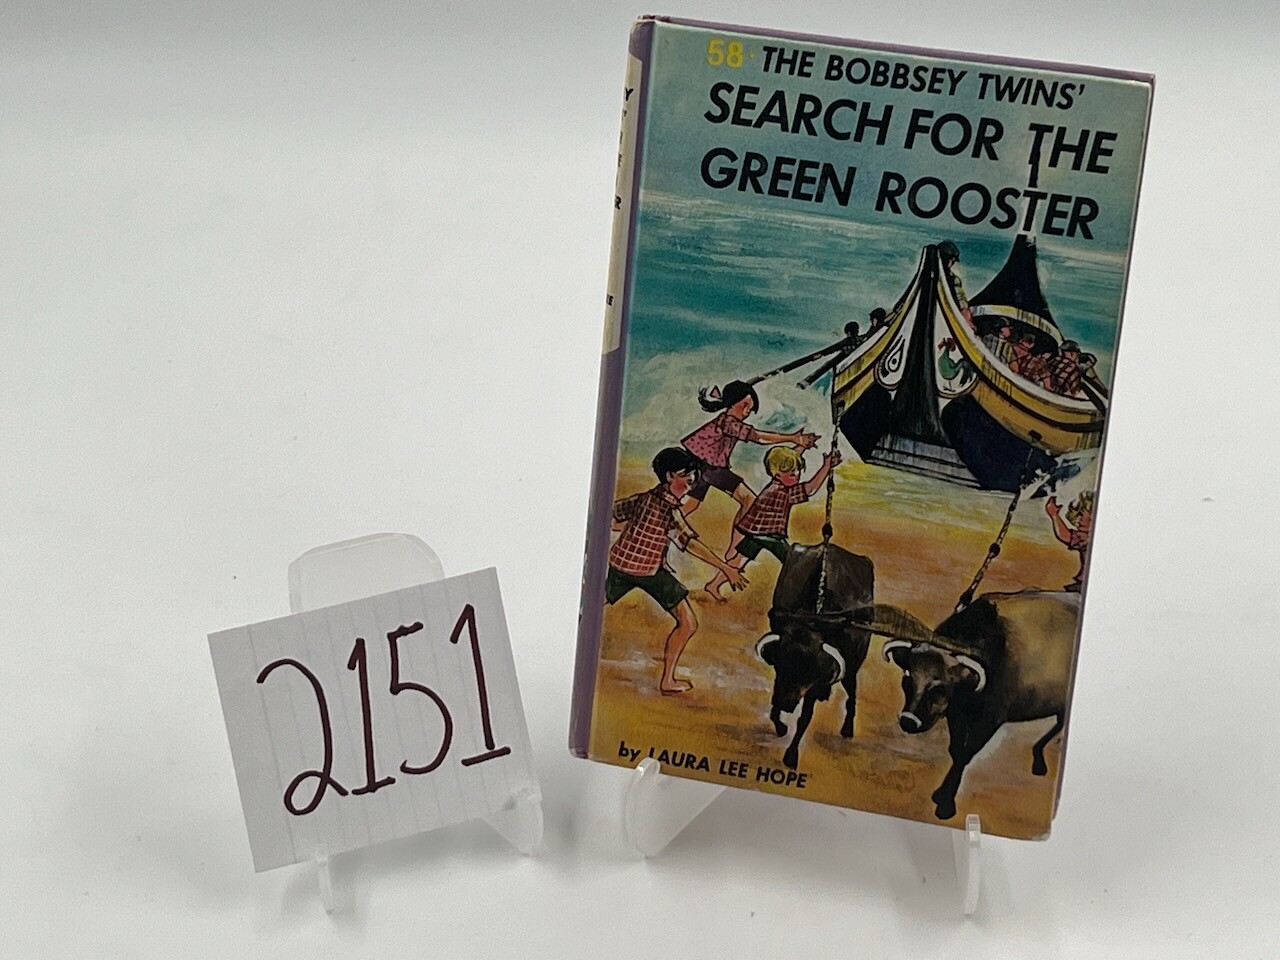 58 THE BOBBSEY TWINS'
SEARCH FOR THE
GREEN ROOSTER
by LAURA LEE HOPE
2151